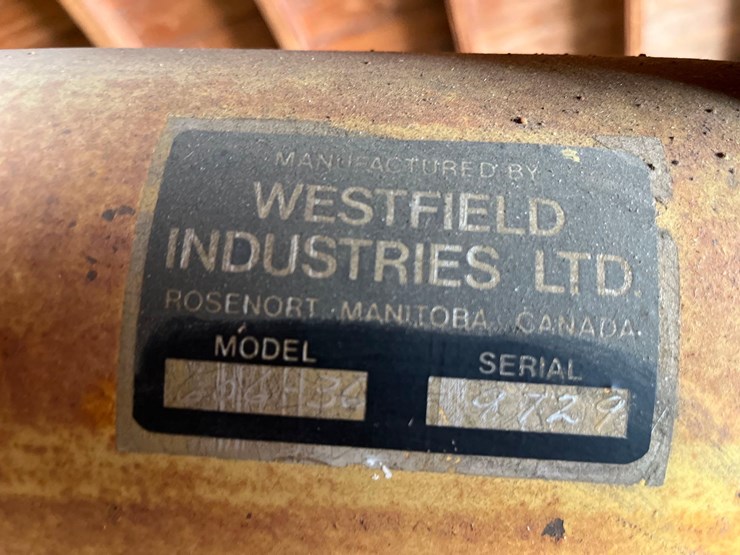 MANUFACTURED BY
WESTFIELD
INDUSTRIES LTD.
ROSENORT · MANITOBA CANADA
MODEL
SERIAL
9729